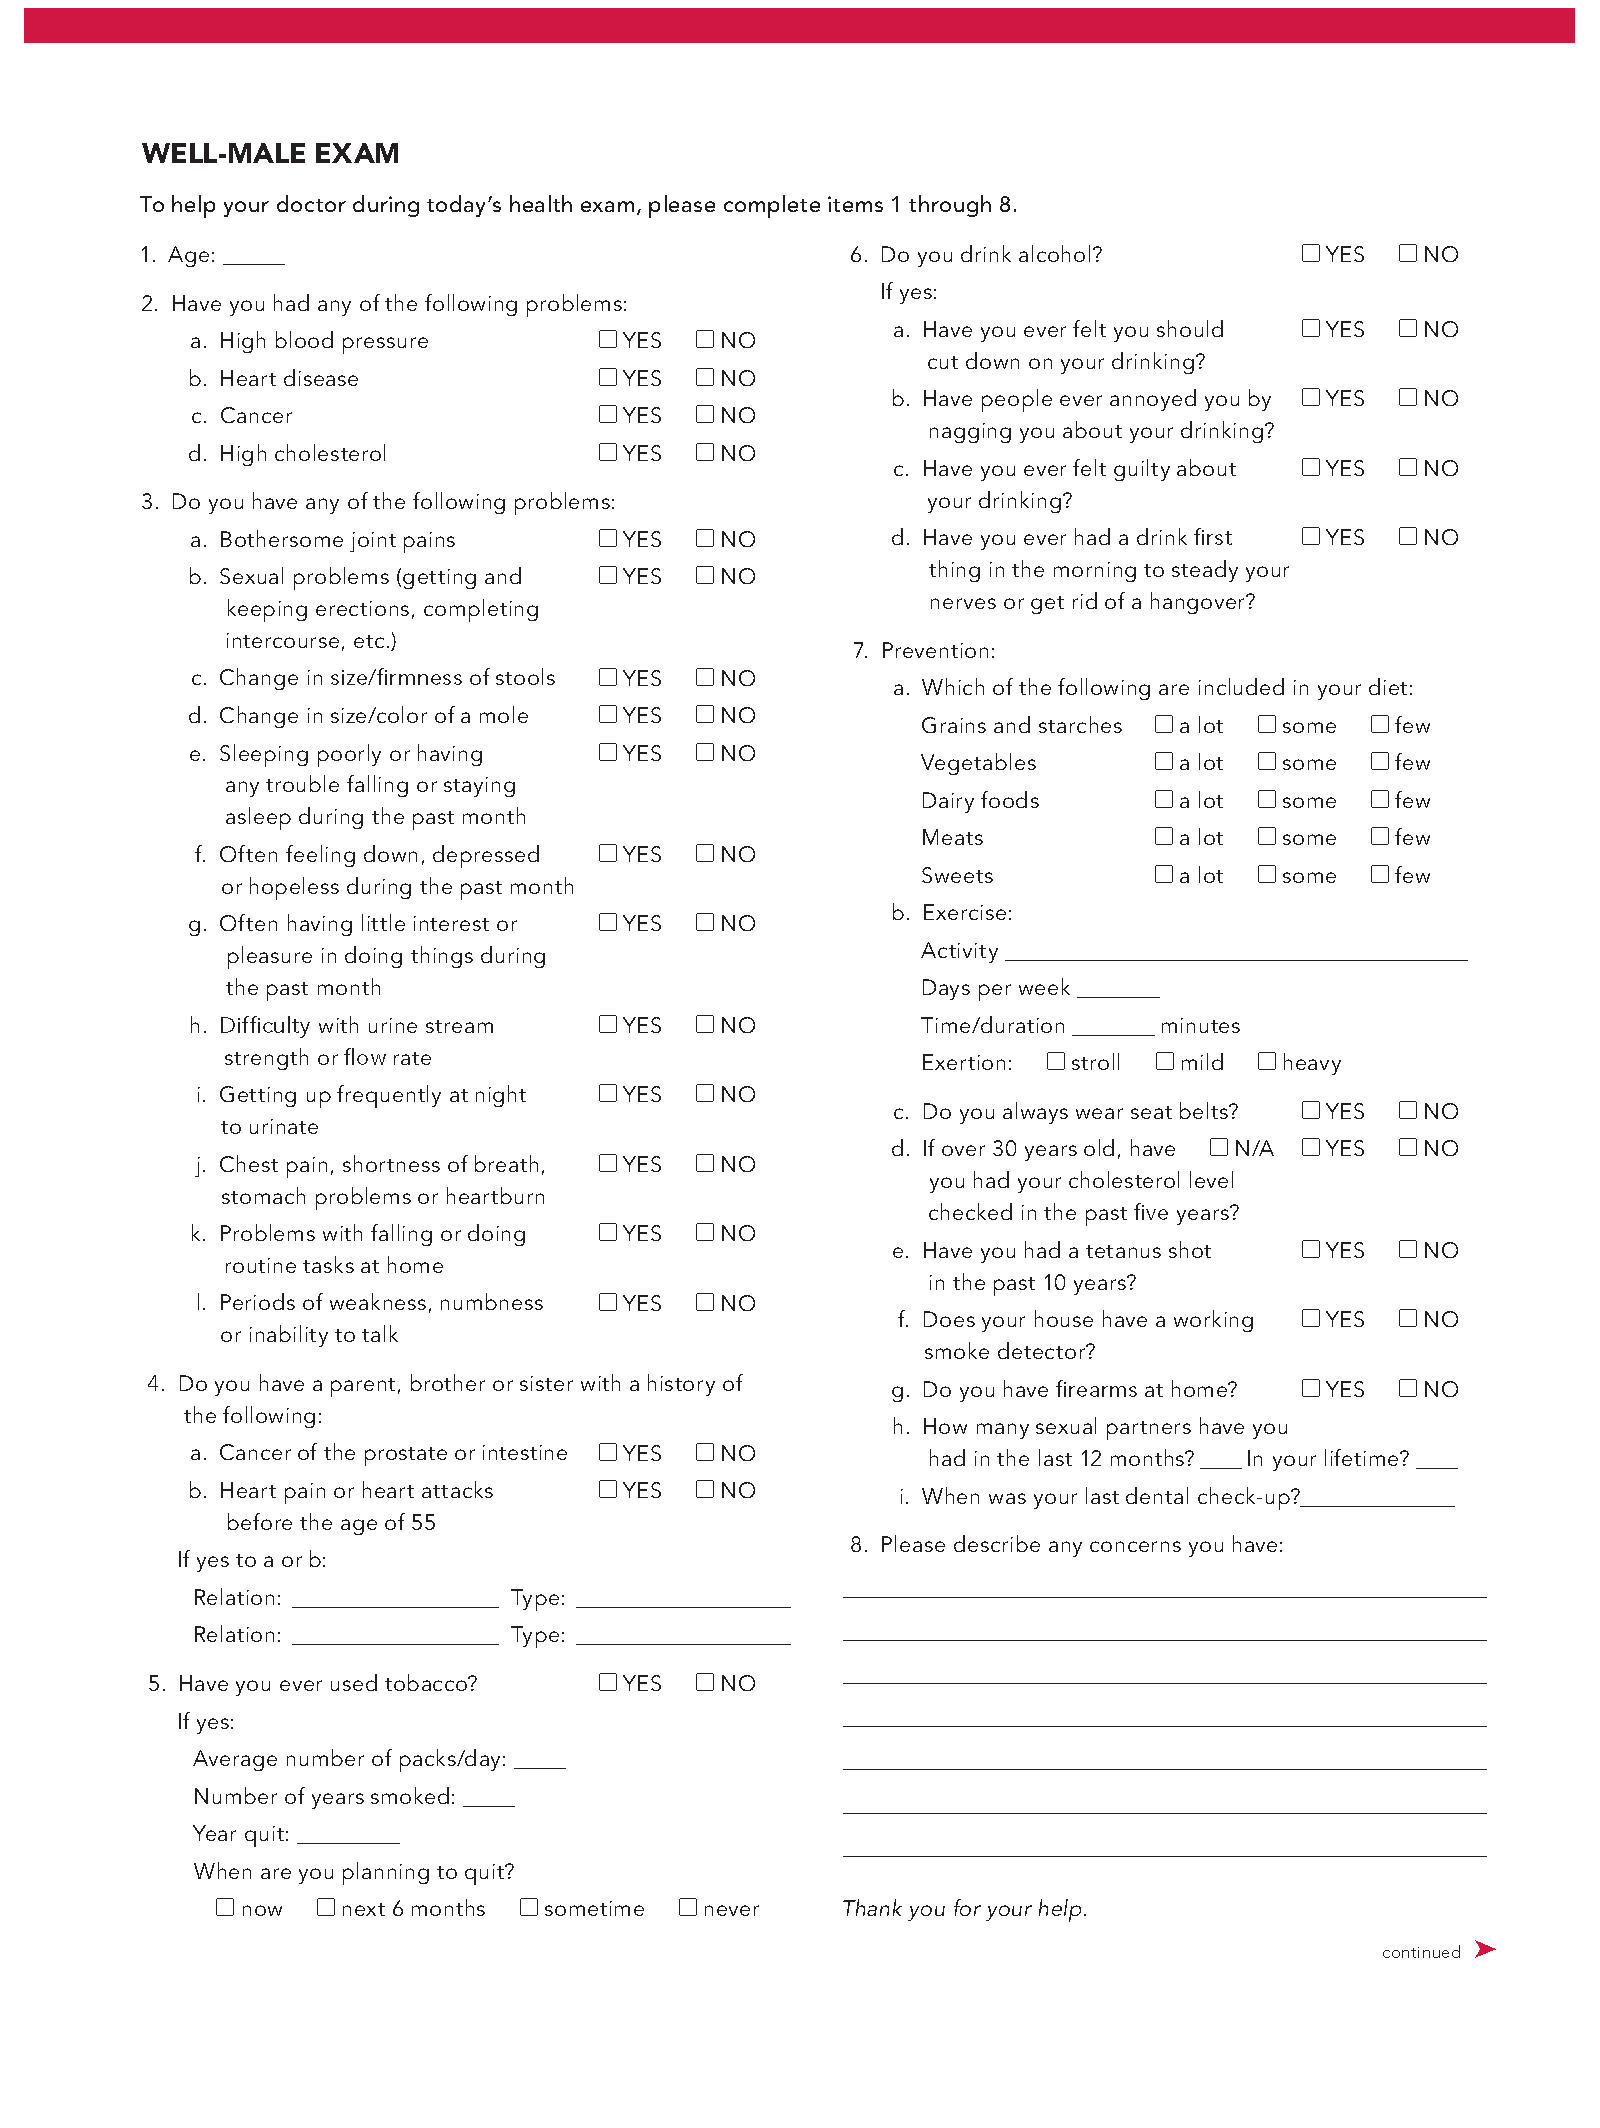 WELL-MALE EXAM
To help your doctor during today’s health exam, please complete items 1 through 8.
1. Age: ______
2. Have you had any of the following problems:
a. High blood pressure ☐ YES ☐ NO
b. Heart disease ☐ YES ☐ NO
c. Cancer ☐ YES ☐ NO
d. High cholesterol ☐ YES ☐ NO
3. Do you have any of the following problems:
a. Bothersome joint pains ☐ YES ☐ NO
b. Sexual problems (getting and ☐ YES ☐ NO
keeping erections, completing
intercourse, etc.)
c. Change in size/firmness of stools ☐ YES ☐ NO
d. Change in size/color of a mole ☐ YES ☐ NO
e. Sleeping poorly or having ☐ YES ☐ NO
any trouble falling or staying
asleep during the past month
f. Often feeling down, depressed ☐ YES ☐ NO
or hopeless during the past month
g. Often having little interest or ☐ YES ☐ NO
pleasure in doing things during
the past month
h. Difficulty with urine stream ☐ YES ☐ NO
strength or flow rate
i. Getting up frequently at night ☐ YES ☐ NO
to urinate
j. Chest pain, shortness of breath, ☐ YES ☐ NO
stomach problems or heartburn
k. Problems with falling or doing ☐ YES ☐ NO
routine tasks at home
l. Periods of weakness, numbness ☐ YES ☐ NO
or inability to talk
4. Do you have a parent, brother or sister with a history of
the following:
a. Cancer of the prostate or intestine ☐ YES ☐ NO
b. Heart pain or heart attacks ☐ YES ☐ NO
before the age of 55
If yes to a or b:
Relation: ____________________ Type: ____________________
Relation: ____________________ Type: ____________________
5. Have you ever used tobacco? ☐ YES ☐ NO
If yes:
Average number of packs/day: _____
Number of years smoked: _____
Year quit: __________
When are you planning to quit?
☐ now ☐ next 6 months ☐ sometime ☐ never
6. Do you drink alcohol? ☐ YES ☐ NO
If yes:
a. Have you ever felt you should ☐ YES ☐ NO
cut down on your drinking?
b. Have people ever annoyed you by ☐ YES ☐ NO
nagging you about your drinking?
c. Have you ever felt guilty about ☐ YES ☐ NO
your drinking?
d. Have you ever had a drink first ☐ YES ☐ NO
thing in the morning to steady your
nerves or get rid of a hangover?
7. Prevention:
a. Which of the following are included in your diet:
Grains and starches ☐ a lot ☐ some ☐ few
Vegetables ☐ a lot ☐ some ☐ few
Dairy foods ☐ a lot ☐ some ☐ few
Meats ☐ a lot ☐ some ☐ few
Sweets ☐ a lot ☐ some ☐ few
b. Exercise:
Activity ____________________
Days per week ________
Time/duration ________ minutes
Exertion: ☐ stroll ☐ mild ☐ heavy
c. Do you always wear seat belts? ☐ YES ☐ NO
d. If over 30 years old, have ☐ N/A ☐ YES ☐ NO
you had your cholesterol level
checked in the past five years?
e. Have you had a tetanus shot ☐ YES ☐ NO
in the past 10 years?
f. Does your house have a working ☐ YES ☐ NO
smoke detector?
g. Do you have firearms at home? ☐ YES ☐ NO
h. How many sexual partners have you
had in the last 12 months? ____ In your lifetime? ____
i. When was your last dental check-up?_______________
8. Please describe any concerns you have:
Thank you for your help.
continued